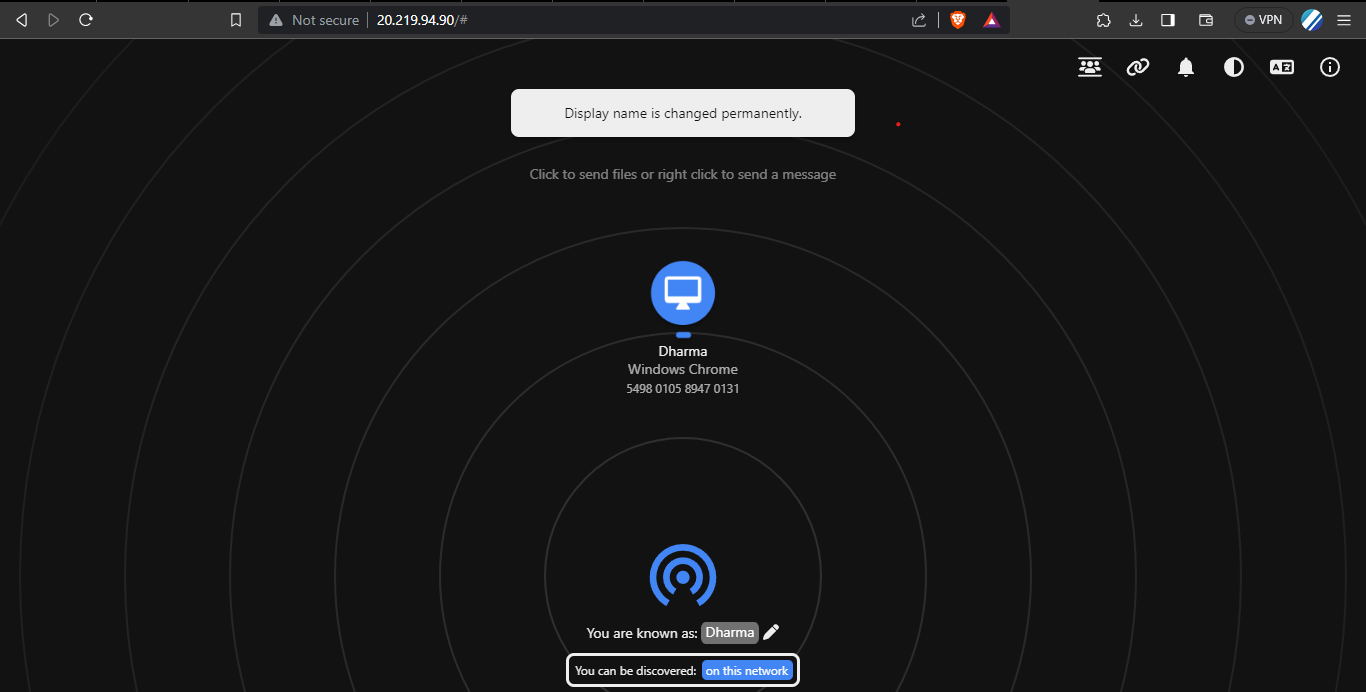 Not secure
20.219.94.90/#
VPN
A
Display name is changed permanently.
Click to send files or right click to send a message
Dharma
Windows Chrome
5498 0105 8947 0131
You are known as: Dharma
You can be discovered: on this network